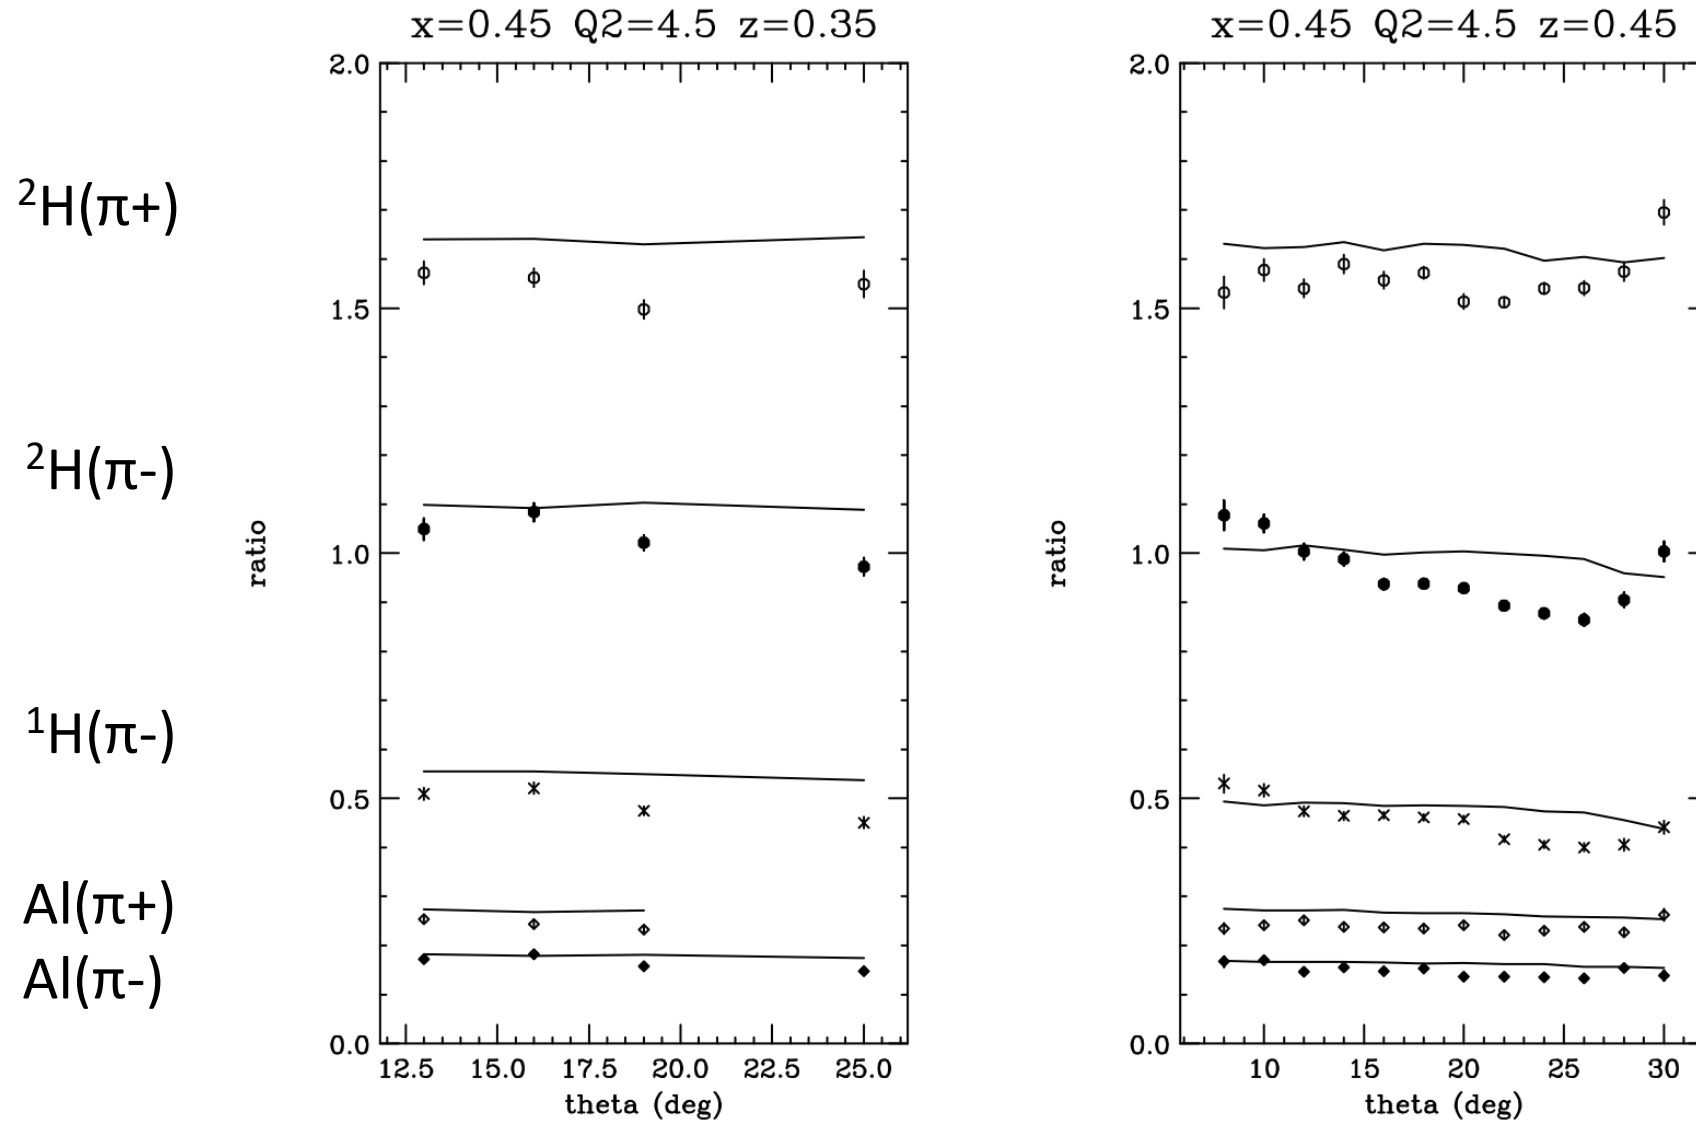 x=0.45 Q2=4.5 z=0.35
x=0.45 Q2=4.5 z=0.45
²H(π+)
²H(π-)
¹H(π-)
Al(π+)
Al(π-)
ratio
2.0
1.5
1.0
0.5
0.0
12.5 15.0 17.5 20.0 22.5 25.0
theta (deg)
ratio
2.0
1.5
1.0
0.5
0.0
10 15 20 25 30
theta (deg)